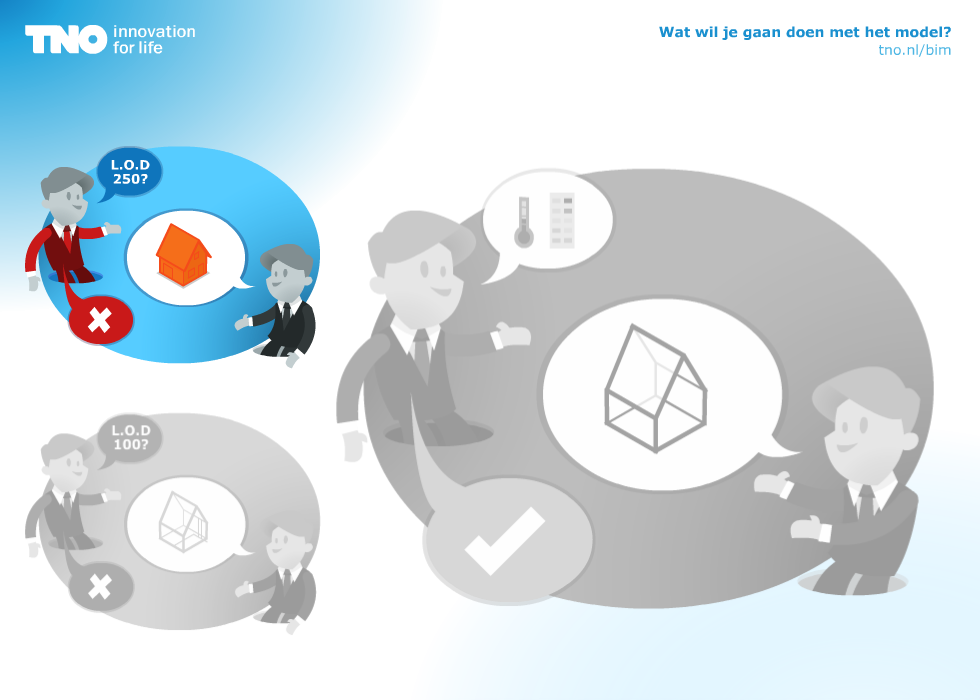 TNO innovation
for life
Wat wil je gaan doen met het model?
tno.nl/bim
L.O.D
250?
L.O.D
100?